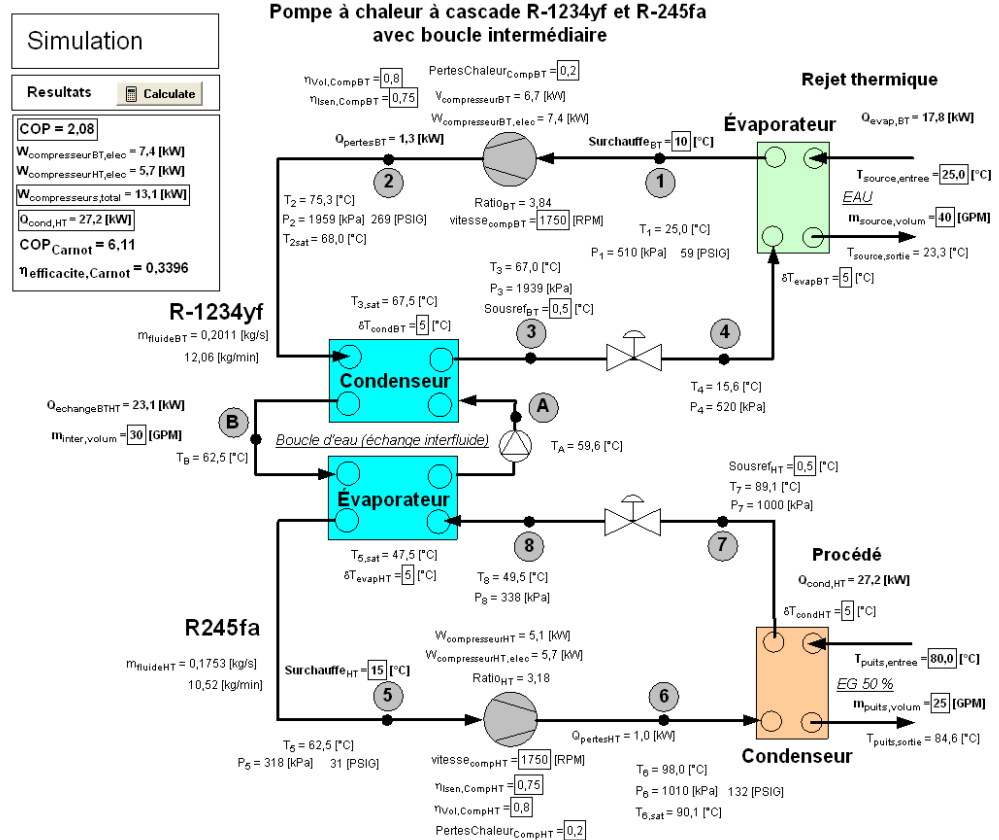 Pompe à chaleur à cascade R-1234yf et R-245fa
avec boucle intermédiaire
Simulation
Resultats
Calculate
COP = 2,08
WcompresseurBT,elec = 7,4 [kW]
WcompresseurHT,elec = 5,7 [kW]
Wcompresseurs,total = 13,1 [kW]
Qcond,HT = 27,2 [kW]
COPCarnot = 6,11
ηefficacite,Carnot = 0,3396
ηVol,CompBT = 0,8
ηIsen,CompBT = 0,75
PertesChaleurCompBT = 0,2
VcompresseurBT = 6,7 [kW]
WcompresseurBT,elec = 7,4 [kW]
QpertesBT = 1,3 [kW]
SurchauffeBT = 10 [°C]
2
1
RatioBT = 3,84
vitessecompBT = 1750 [RPM]
T2 = 75,3 [°C]
P2 = 1959 [kPa] 269 [PSIG]
T2sat = 68,0 [°C]
T1 = 25,0 [°C]
P1 = 510 [kPa] 59 [PSIG]
Rejet thermique
Évaporateur
Qevap,BT = 17,8 [kW]
Tsource,entree = 25,0 [°C]
EAU
msource,volum = 40 [GPM]
Tsource,sortie = 23,3 [°C]
δTevapBT = 5 [°C]
T3 = 67,0 [°C]
P3 = 1939 [kPa]
SousrefBT = 0,5 [°C]
T3,sat = 67,5 [°C]
δTcondBT = 5 [°C]
R-1234yf
mfluideBT = 0,2011 [kg/s]
12,06 [kg/min]
3
4
Condenseur
T4 = 15,6 [°C]
P4 = 520 [kPa]
QechangeBTHT = 23,1 [kW]
minter,volum = 30 [GPM]
B
A
Boucle d'eau (échange interfluide)
TB = 62,5 [°C]
TA = 59,6 [°C]
Évaporateur
SousrefHT = 0,5 [°C]
T7 = 89,1 [°C]
P7 = 1000 [kPa]
8
7
T5,sat = 47,5 [°C]
δTevapHT = 5 [°C]
T8 = 49,5 [°C]
P8 = 338 [kPa]
Procédé
Qcond,HT = 27,2 [kW]
δTcondHT = 5 [°C]
R245fa
mfluideHT = 0,1753 [kg/s]
10,52 [kg/min]
WcompresseurHT = 5,1 [kW]
WcompresseurHT,elec = 5,7 [kW]
RatioHT = 3,18
SurchauffeHT = 15 [°C]
5
6
Tpuits,entree = 80,0 [°C]
EG 50 %
mpuits,volum = 25 [GPM]
Tpuits,sortie = 84,6 [°C]
Condenseur
QpertesHT = 1,0 [kW]
T5 = 62,5 [°C]
P5 = 318 [kPa] 31 [PSIG]
vitessecompHT = 1750 [RPM]
ηIsen,CompHT = 0,75
ηVol,CompHT = 0,8
PertesChaleurCompHT = 0,2
T6 = 98,0 [°C]
P6 = 1010 [kPa] 132 [PSIG]
T6,sat = 90,1 [°C]